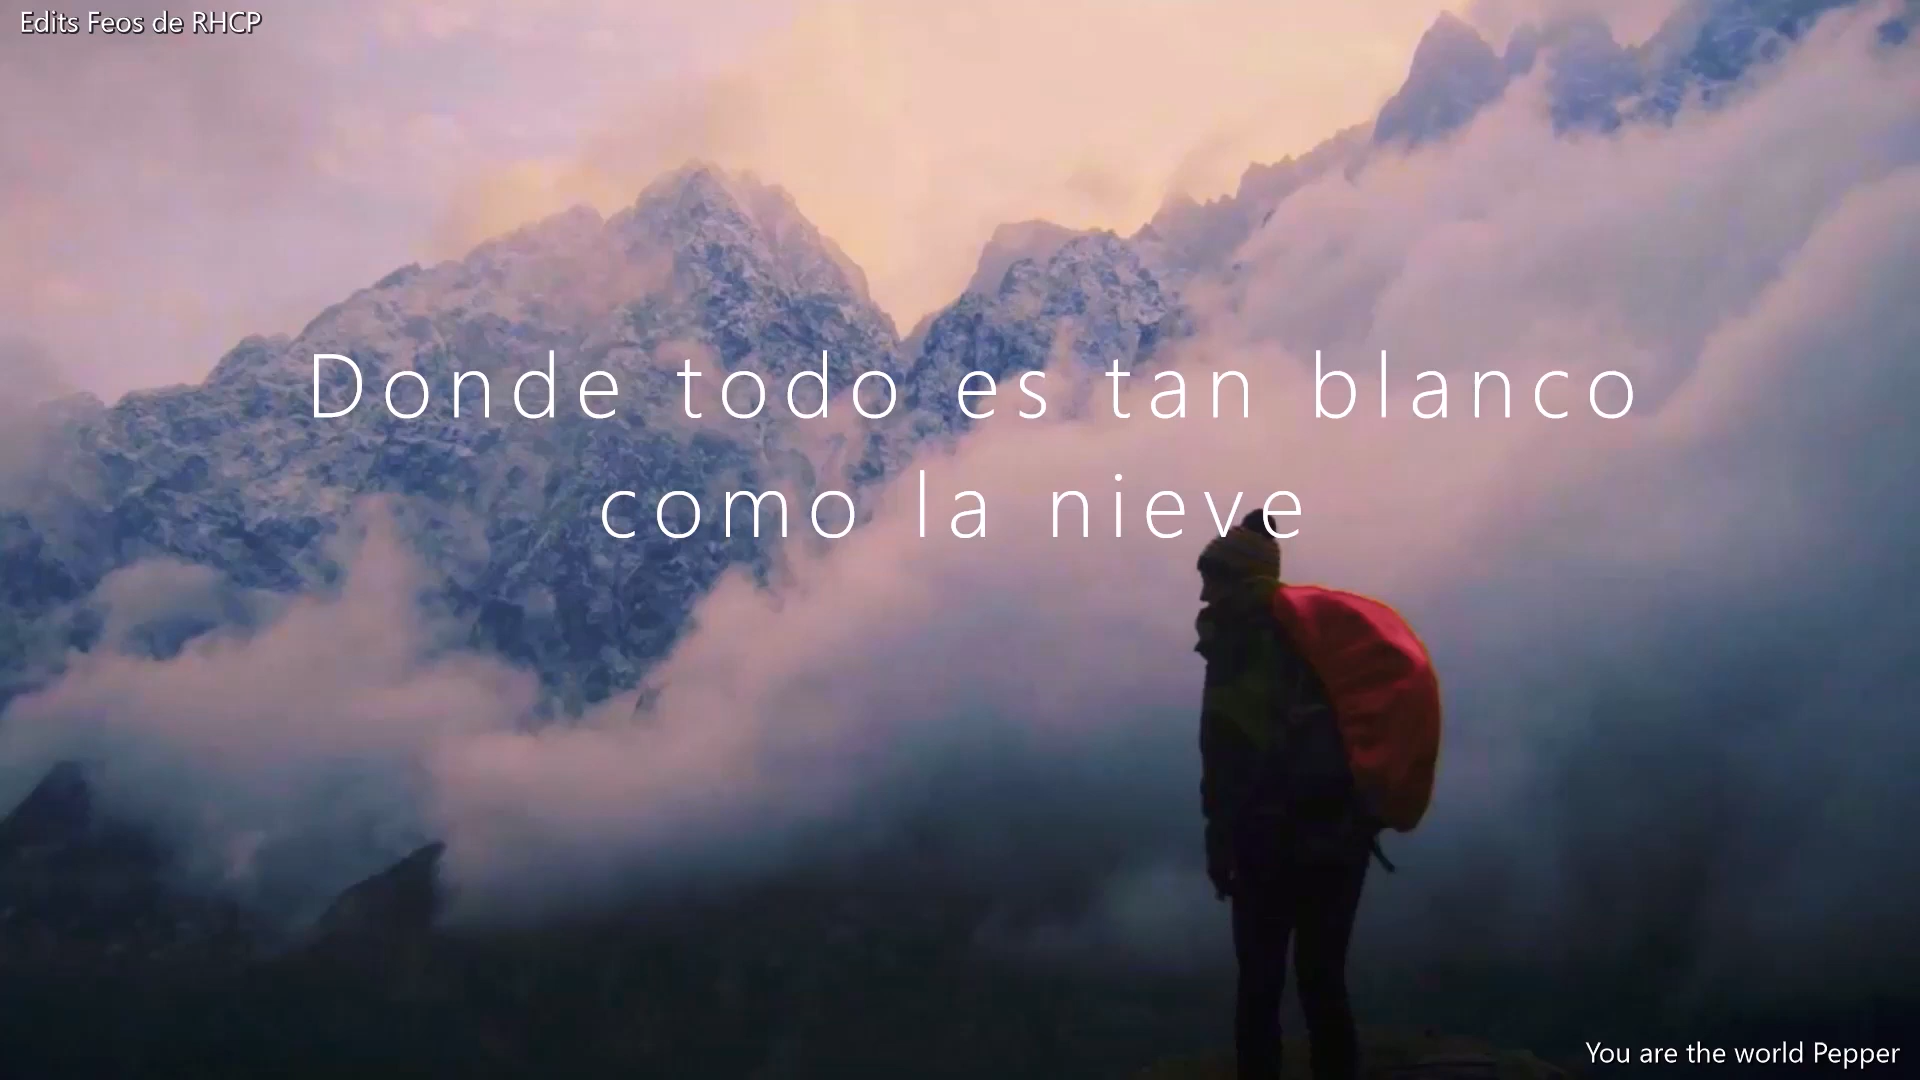 Edits Feos de RHCP
Donde todo es tan blanco
como la nieve
You are the world Pepper